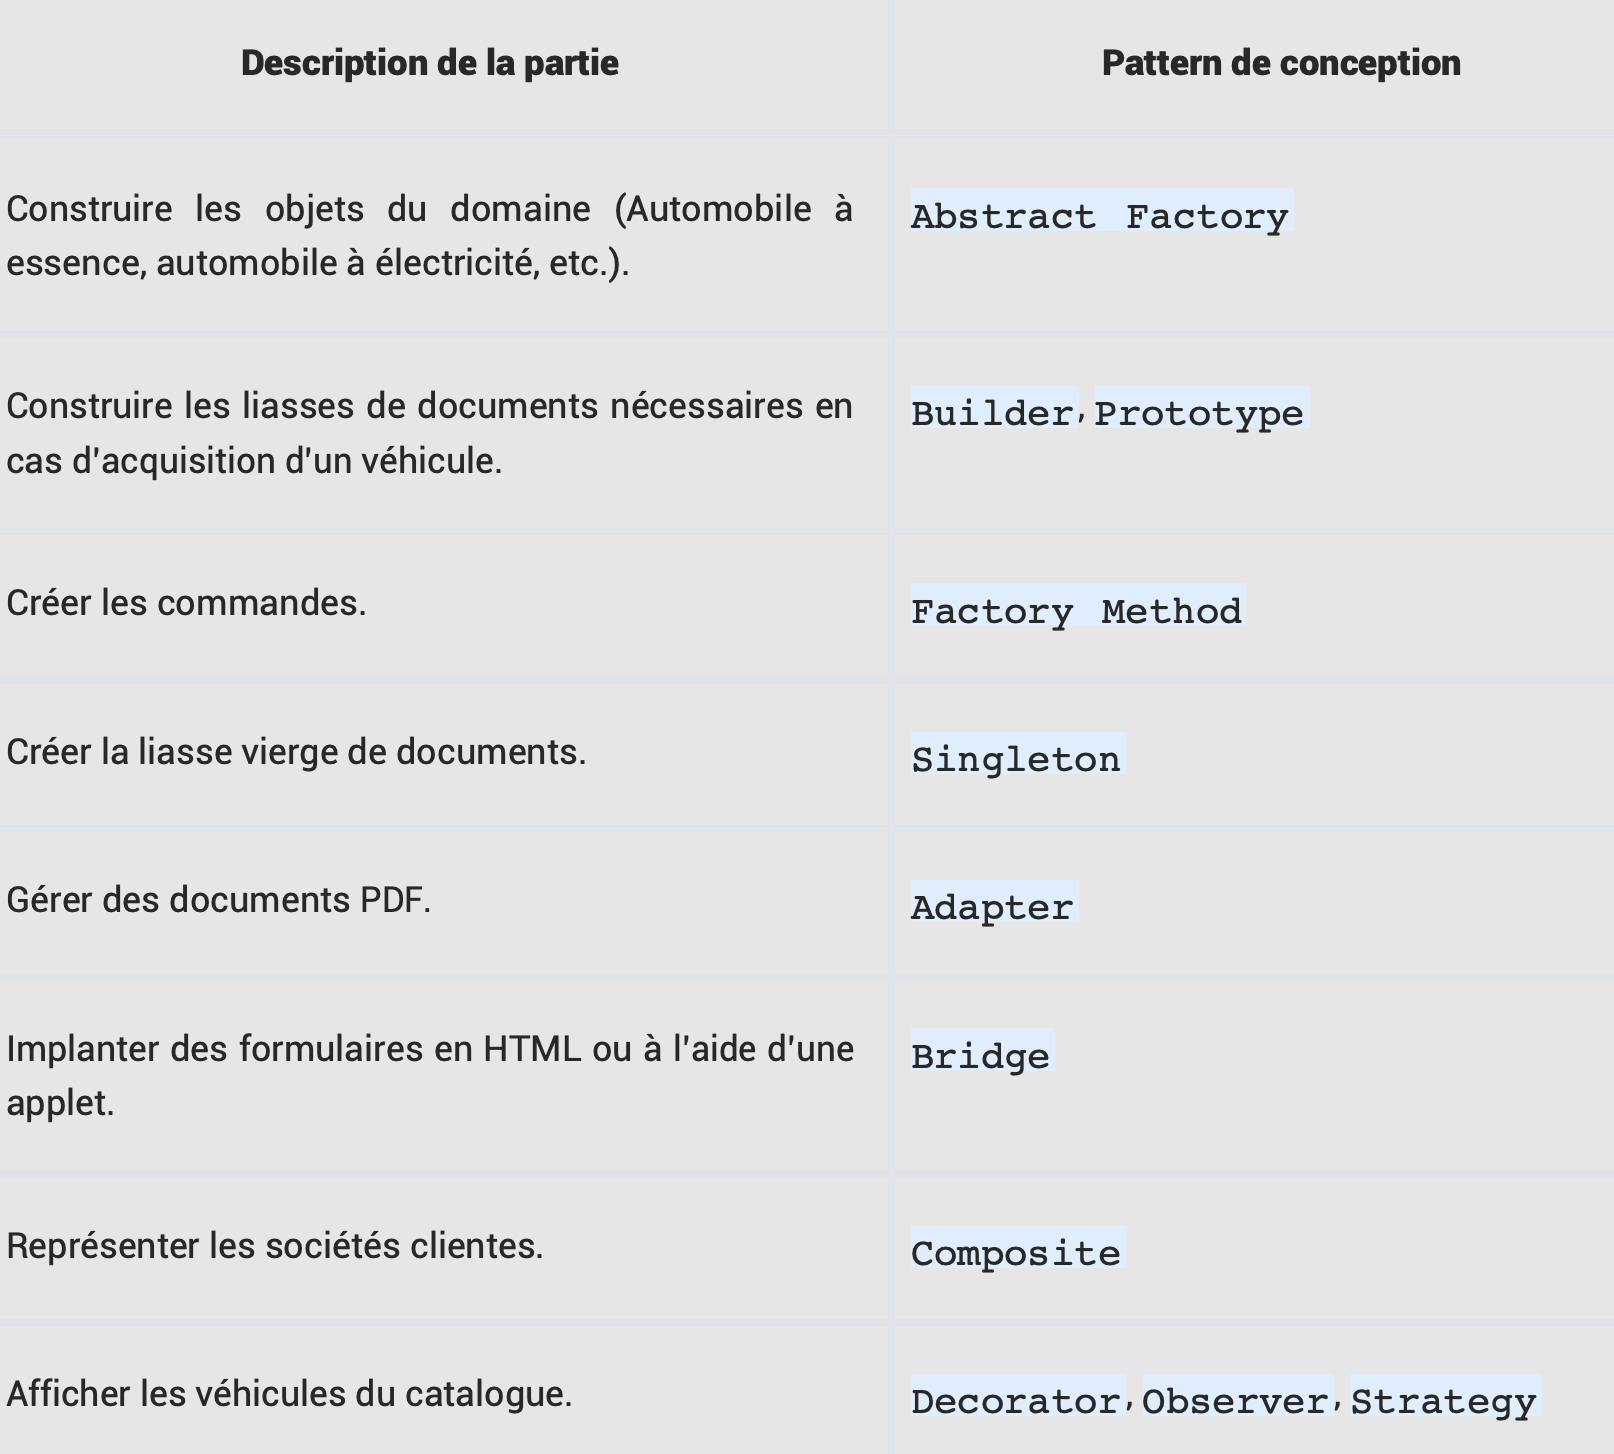 Description de la partie
Pattern de conception
Construire les objets du domaine (Automobile à
essence, automobile à électricité, etc.).
Abstract Factory
Construire les liasses de documents nécessaires en
cas d'acquisition d'un véhicule.
Builder, Prototype
Créer les commandes.
Factory Method
Créer la liasse vierge de documents.
Singleton
Gérer des documents PDF.
Adapter
Implanter des formulaires en HTML ou à l'aide d'une
applet.
Bridge
Représenter les sociétés clientes.
Composite
Afficher les véhicules du catalogue.
Decorator, Observer, Strategy